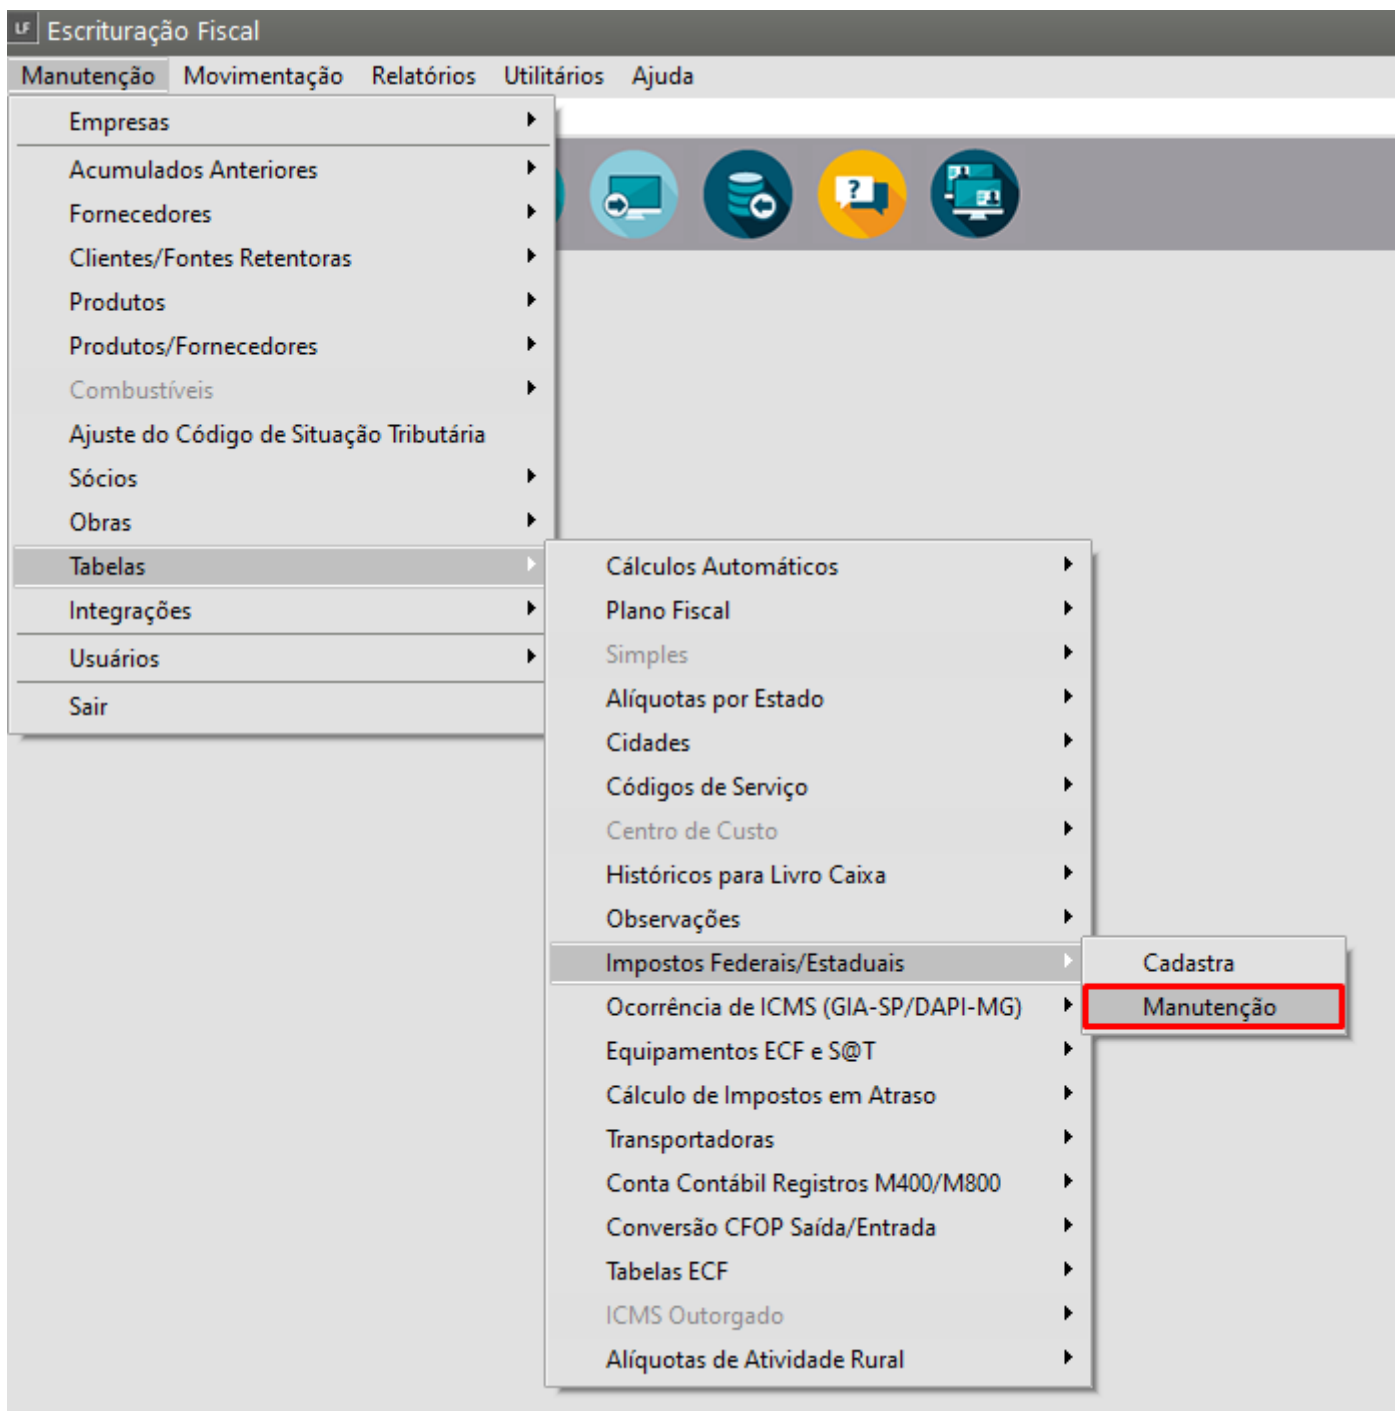 LF Escrituração Fiscal
Manutenção Movimentação Relatórios Utilitários Ajuda
Empresas
Acumulados Anteriores
Fornecedores
Clientes/Fontes Retentoras
Produtos
Produtos/Fornecedores
Combustíveis
Ajuste do Código de Situação Tributária
Sócios
Obras
Tabelas
Integrações
Usuários
Sair
Cálculos Automáticos
Plano Fiscal
Simples
Alíquotas por Estado
Cidades
Códigos de Serviço
Centro de Custo
Históricos para Livro Caixa
Observações
Impostos Federais/Estaduais
Ocorrência de ICMS (GIA-SP/DAPI-MG)
Equipamentos ECF e S@T
Cálculo de Impostos em Atraso
Transportadoras
Conta Contábil Registros M400/M800
Conversão CFOP Saída/Entrada
Tabelas ECF
ICMS Outorgado
Alíquotas de Atividade Rural
Cadastra
Manutenção